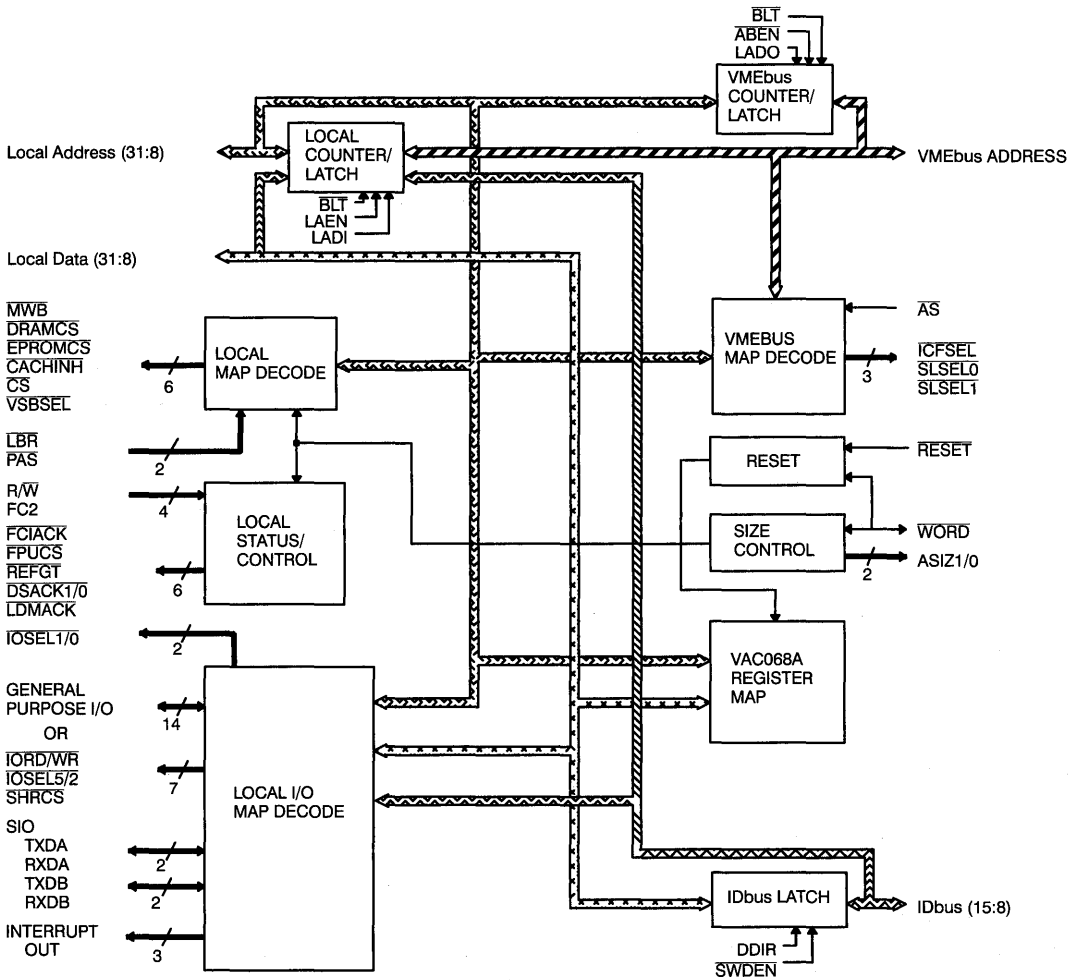 BLT
ABEN
LADO
VMEbus
COUNTER/
LATCH
Local Address (31:8)
LOCAL
COUNTER/
LATCH
VMEbus ADDRESS
BLT
LAEN
LADI
Local Data (31:8)
MWB
DRAMCS
EPROMCS
CACHINH
CS
VSBSEL
6
LOCAL
MAP DECODE
VMEBUS
MAP DECODE
AS
3
ICFSEL
SLSEL0
SLSEL1
LBR
PAS
2
RESET
RESET
R/W
FC2
4
LOCAL
STATUS/
CONTROL
SIZE
CONTROL
WORD
2
ASIZ1/0
FCIACK
FPUCS
REFGT
DSACK1/0
LDMACK
6
IOSEL1/0
2
VAC068A
REGISTER
MAP
GENERAL
PURPOSE I/O
14
OR
IORD/WR
IOSEL5/2
SHRCS
7
LOCAL I/O
MAP DECODE
SIO
TXDA
RXDA
2
TXDB
RXDB
2
INTERRUPT
OUT
3
IDbus LATCH
IDbus (15:8)
DDIR
SWDEN